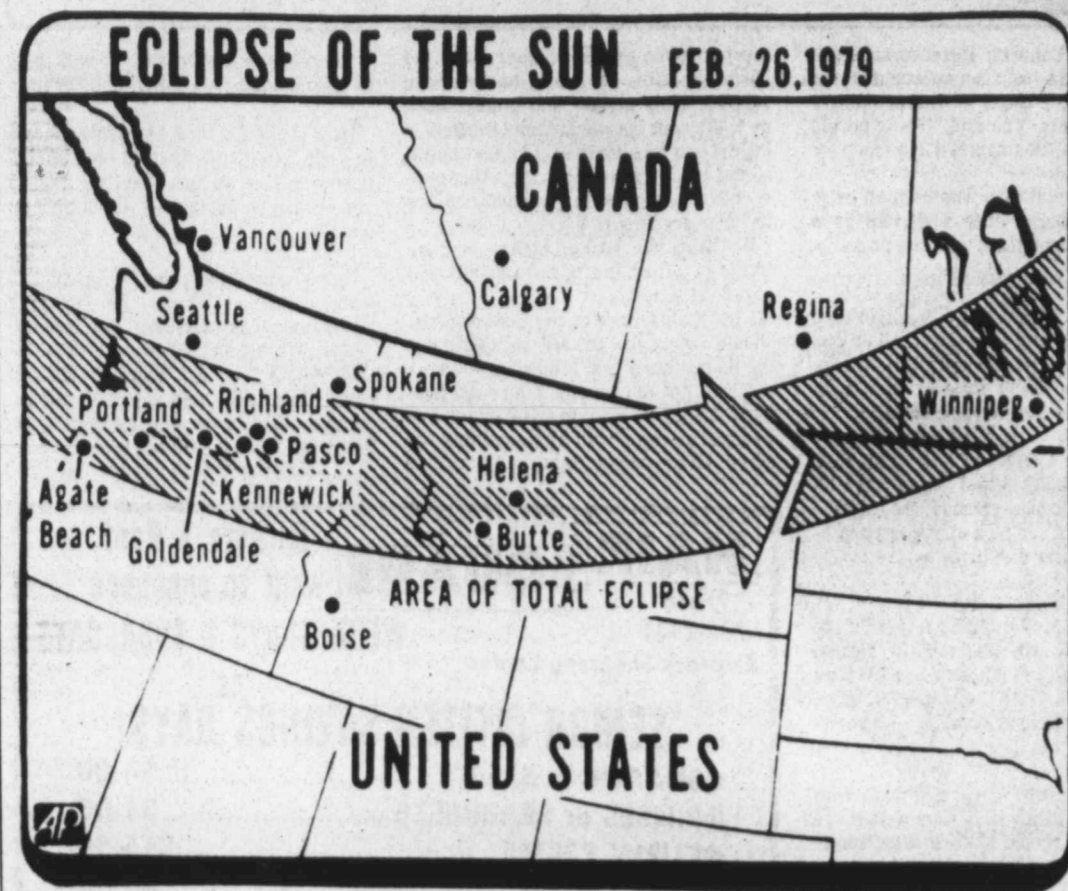 ECLIPSE OF THE SUN FEB. 26, 1979
CANADA
Vancouver
Calgary
Seattle
Regina
Spokane
Portland
Richland
Winnipeg
Pasco
Agate
Beach
Kennewick
Helena
Goldendale
Butte
AREA OF TOTAL ECLIPSE
Boise
UNITED STATES
AP